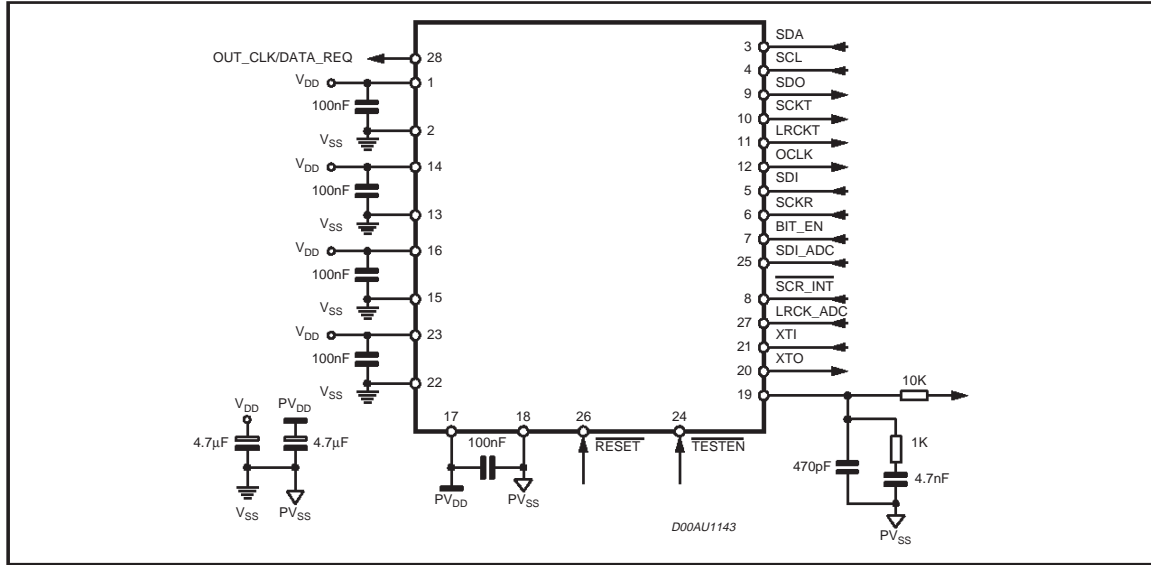 OUT_CLK/DATA_REQ
28
VDD
1
100nF
VSS
2
VDD
14
100nF
VSS
13
VDD
16
100nF
VSS
15
VDD
23
100nF
VSS
22
3
SDA
4
SCL
9
SDO
10
SCKT
11
LRCKT
12
OCLK
5
SDI
6
SCKR
7
BIT_EN
25
SDI_ADC
8
SCR_INT
27
LRCK_ADC
21
XTI
20
XTO
19
10K
VDD
PVDD
4.7µF
4.7µF
VSS
PVSS
17
18
26
24
100nF
RESET
TESTEN
PVDD
PVSS
1K
470pF
4.7nF
PVSS
D00AU1143